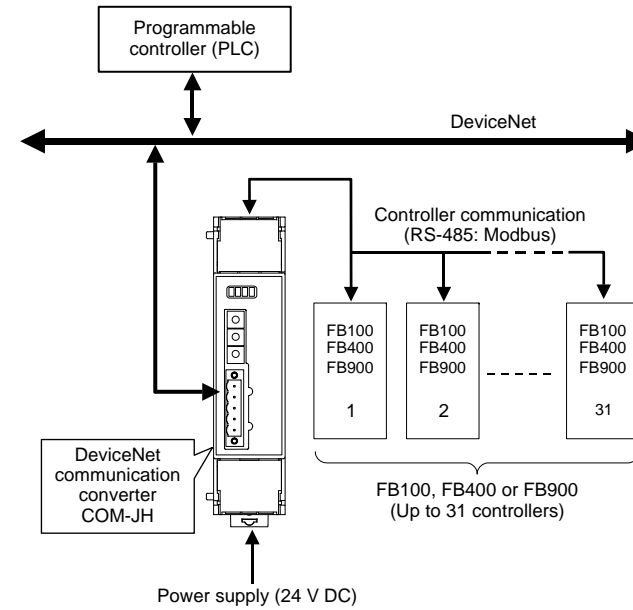 Programmable
controller (PLC)
DeviceNet
Controller communication
(RS-485: Modbus)
FB100
FB400
FB900
1
FB100
FB400
FB900
2
FB100
FB400
FB900
31
DeviceNet
communication
converter
COM-JH
FB100, FB400 or FB900
(Up to 31 controllers)
Power supply (24 V DC)